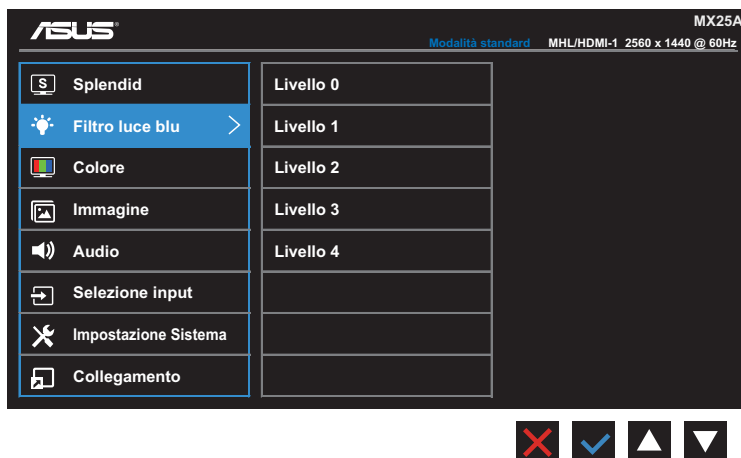 ASUS
MX25A
Modalità standard MHL/HDMI-1 2560 x 1440 @ 60Hz
S Splendid
Filtro luce blu
Colore
Immagine
Audio
Selezione input
Impostazione Sistema
Collegamento
Livello 0
Livello 1
Livello 2
Livello 3
Livello 4